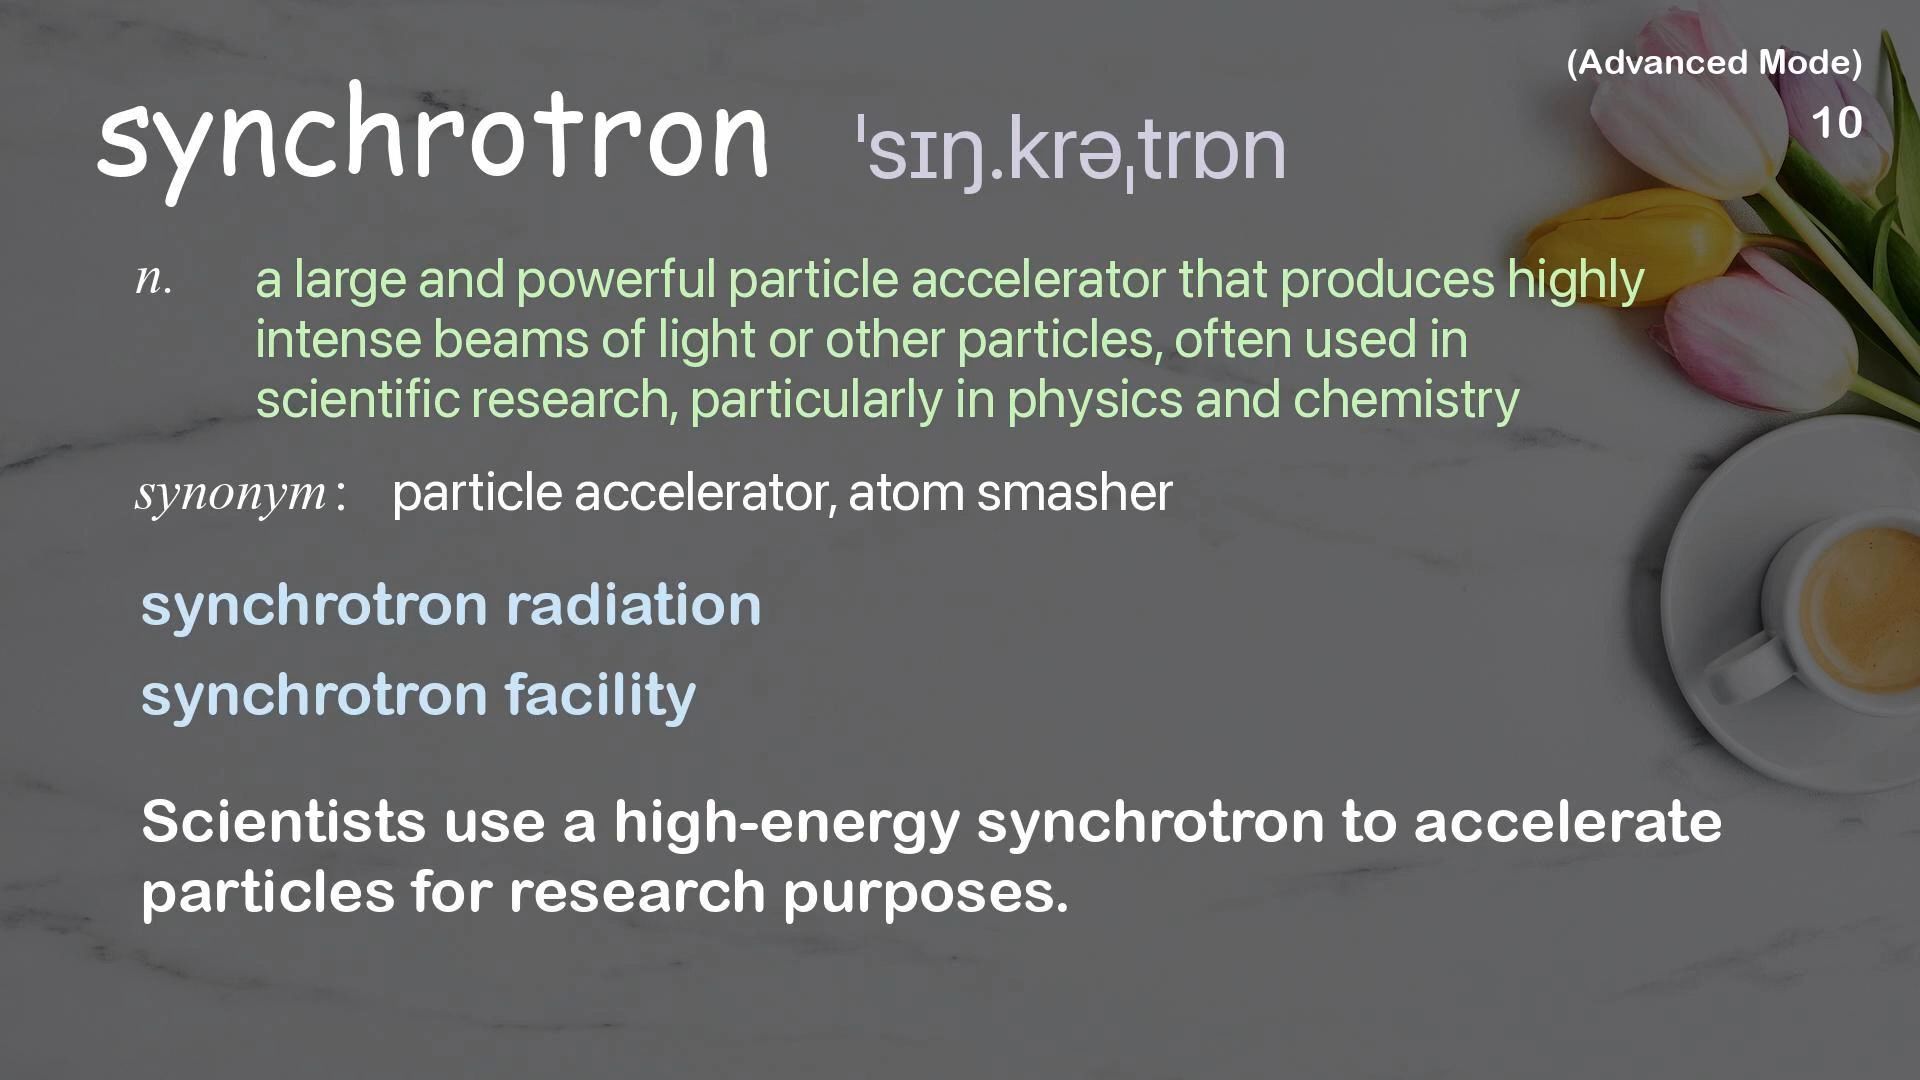 (Advanced Mode)
synchrotron ˈsɪŋ.krəˌtrɒn
10
n. a large and powerful particle accelerator that produces highly
intense beams of light or other particles, often used in
scientific research, particularly in physics and chemistry
synonym : particle accelerator, atom smasher
synchrotron radiation
synchrotron facility
Scientists use a high-energy synchrotron to accelerate
particles for research purposes.